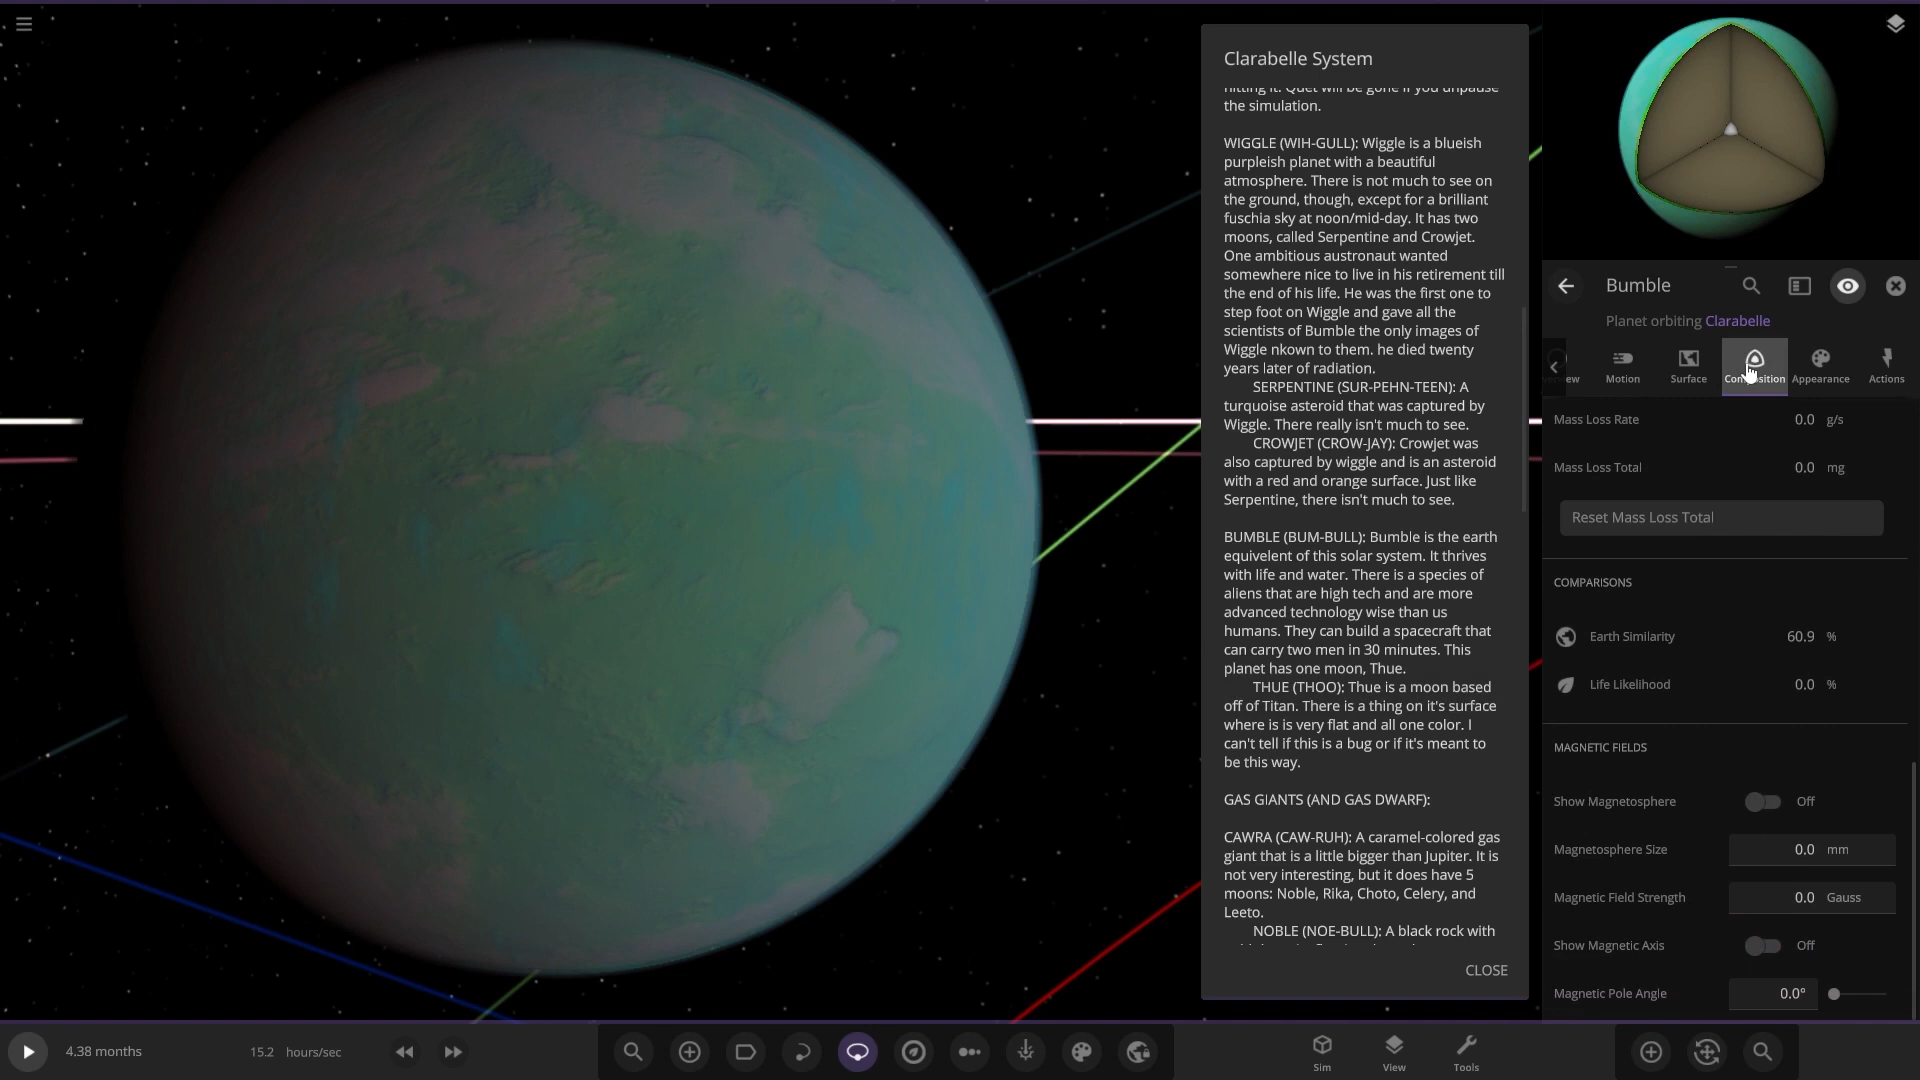 Clarabelle System
hitting it. Quet will be gone if you unpause
the simulation.
WIGGLE (WIH-GULL): Wiggle is a blueish
purpleish planet with a beautiful
atmosphere. There is not much to see on
the ground, though, except for a brilliant
fuschia sky at noon/mid-day. It has two
moons, called Serpentine and Crowjet.
One ambitious austronaut wanted
somewhere nice to live in his retirement till
the end of his life. He was the first one to
step foot on Wiggle and gave all the
scientists of Bumble the only images of
Wiggle nkown to them. he died twenty
years later of radiation.
SERPENTINE (SUR-PEHN-TEEN): A
turquoise asteroid that was captured by
Wiggle. There really isn't much to see.
CROWJET (CROW-JAY): Crowjet was
also captured by wiggle and is an asteroid
with a red and orange surface. Just like
Serpentine, there isn't much to see.
BUMBLE (BUM-BULL): Bumble is the earth
equivelent of this solar system. It thrives
with life and water. There is a species of
aliens that are high tech and are more
advanced technology wise than us
humans. They can build a spacecraft that
can carry two men in 30 minutes. This
planet has one moon, Thue.
THUE (THOO): Thue is a moon based
off of Titan. There is a thing on it's surface
where is is very flat and all one color. I
can't tell if this is a bug or if it's meant to
be this way.
GAS GIANTS (AND GAS DWARF):
CAWRA (CAW-RUH): A caramel-colored gas
giant that is a little bigger than Jupiter. It is
not very interesting, but it does have 5
moons: Noble, Rika, Choto, Celery, and
Leeto.
NOBLE (NOE-BULL): A black rock with
CLOSE
Bumble
Planet orbiting Clarabelle
Motion Surface Composition Appearance Actions
Mass Loss Rate 0.0 g/s
Mass Loss Total 0.0 mg
Reset Mass Loss Total
COMPARISONS
Earth Similarity 60.9 %
Life Likelihood 0.0 %
MAGNETIC FIELDS
Show Magnetosphere Off
Magnetosphere Size 0.0 mm
Magnetic Field Strength 0.0 Gauss
Show Magnetic Axis Off
Magnetic Pole Angle 0.0°
4.38 months 15.2 hours/sec
Sim View Tools